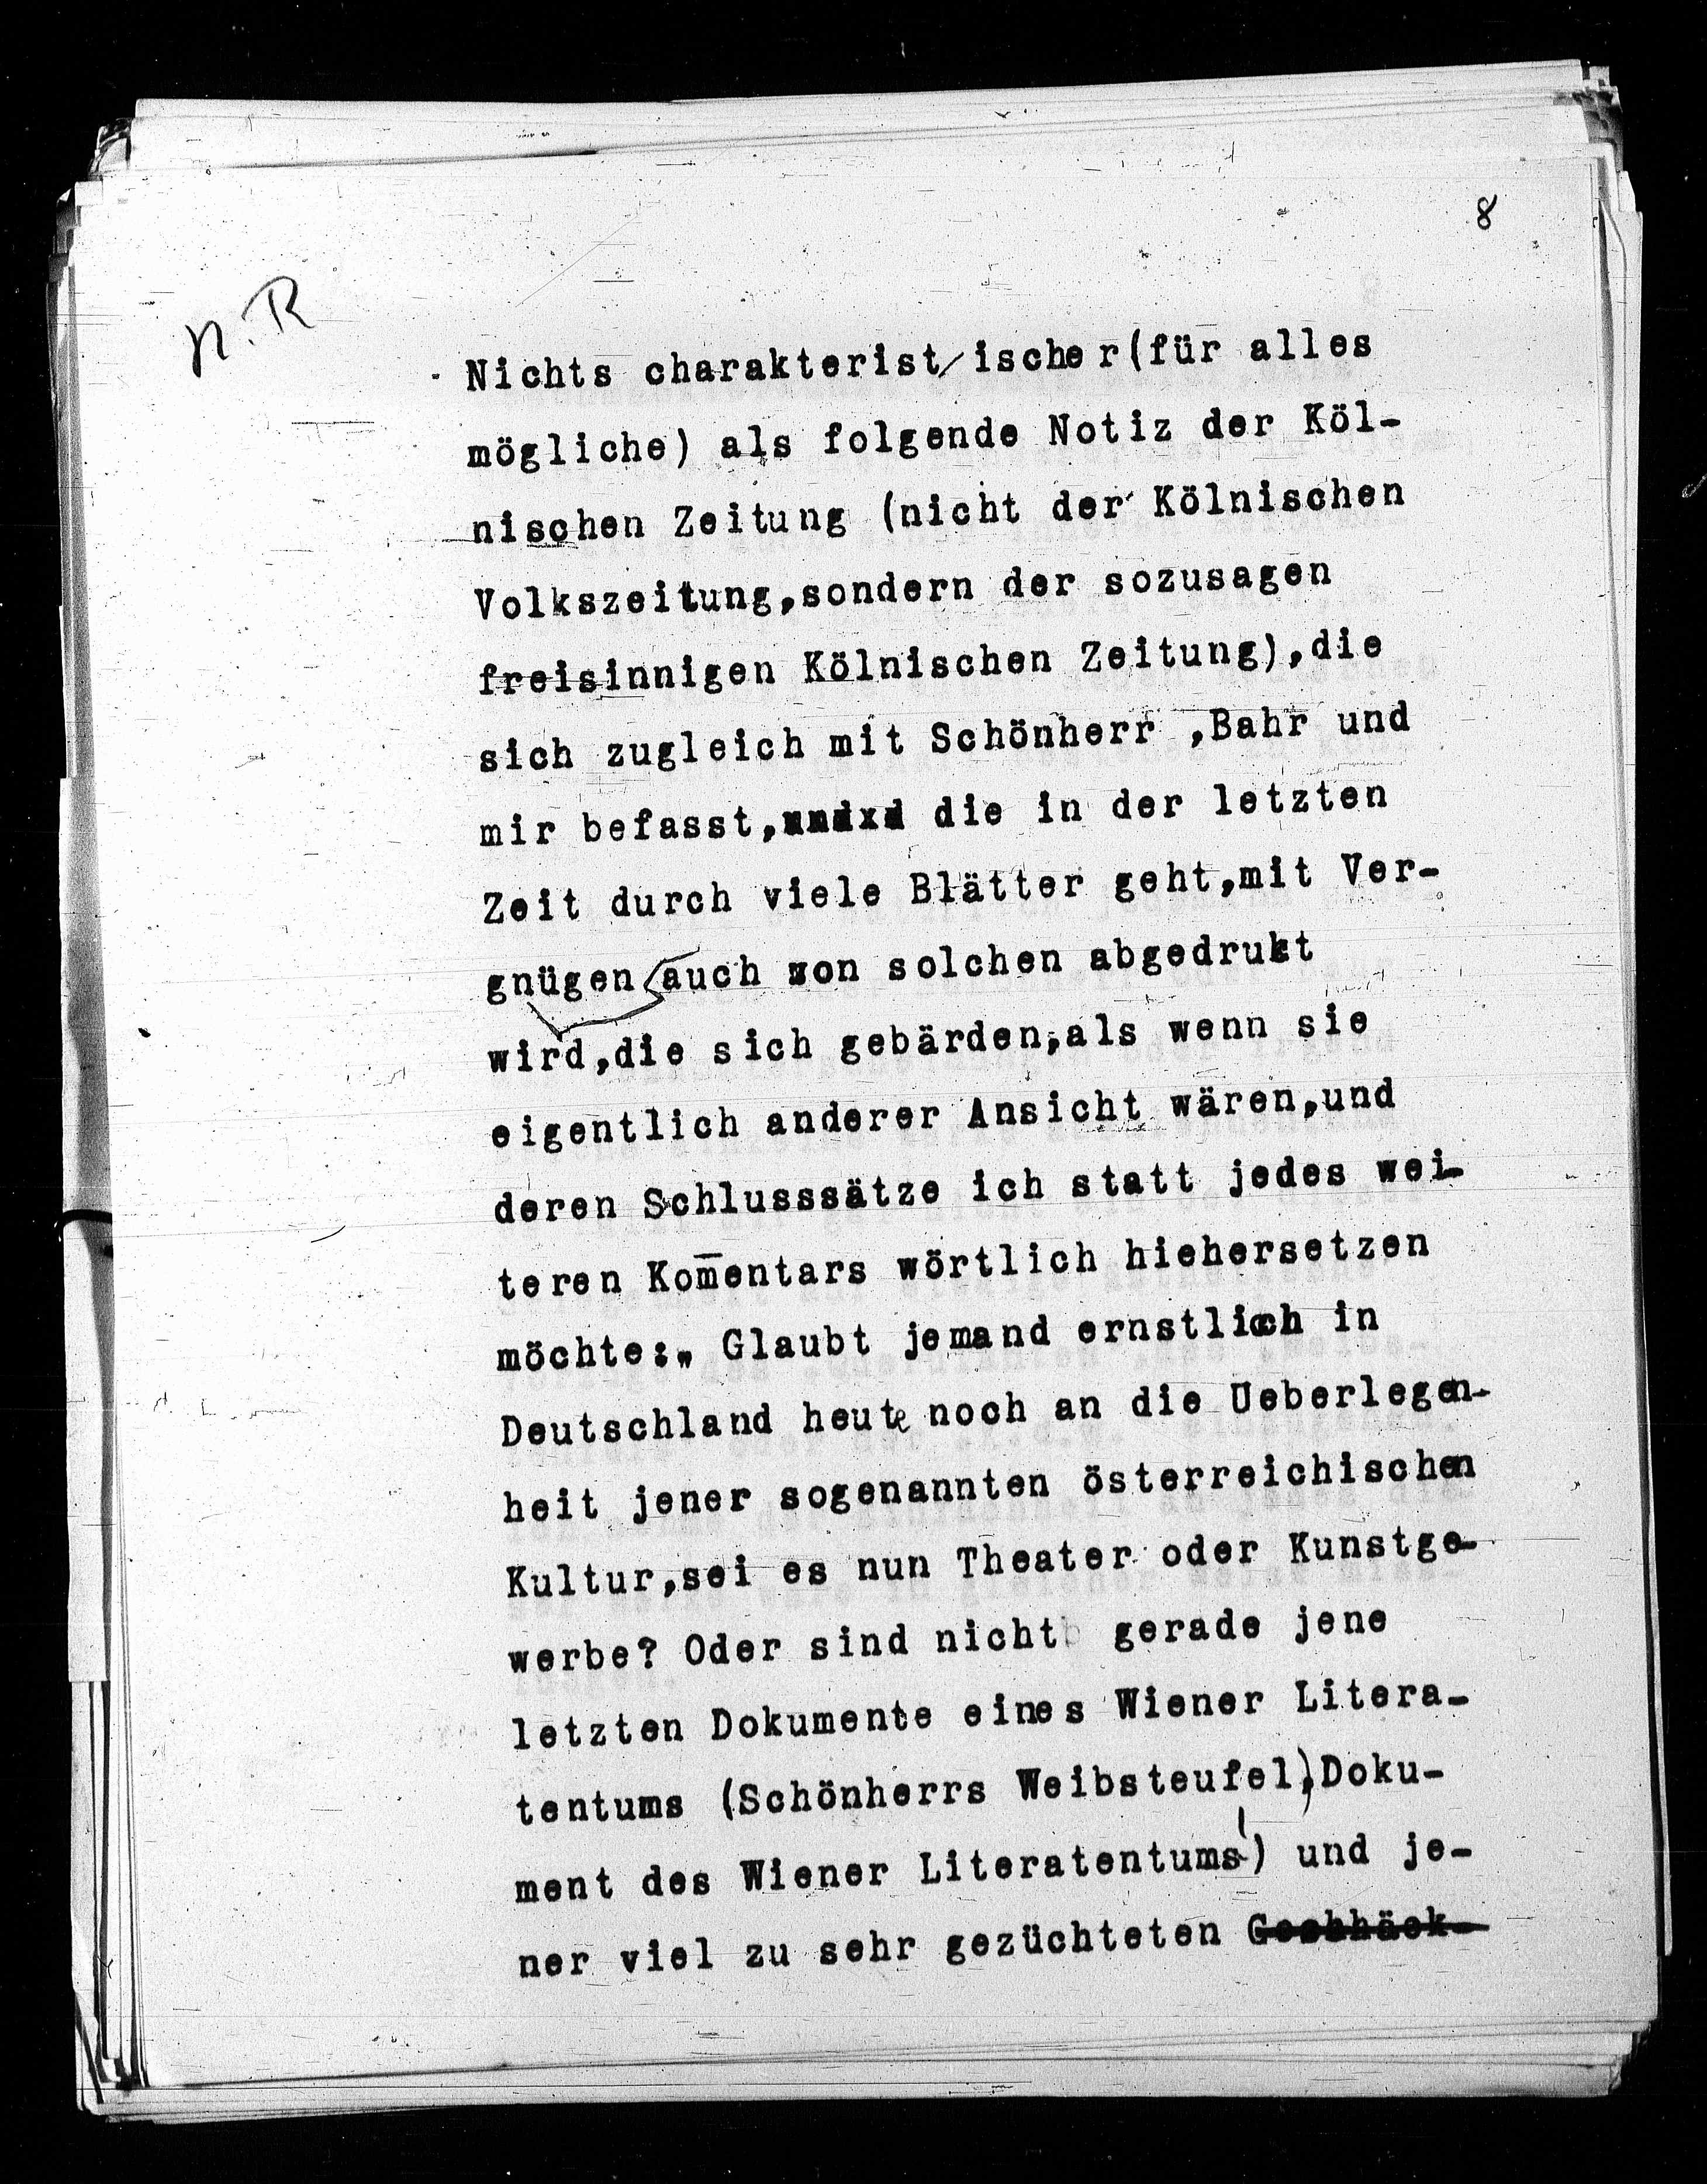 8
N.R
Nichts charakterist/ischer(für alles
mögliche) als folgende Notiz der Köl-
nischen Zeitung (nicht der Kölnischen
Volkszeitung,sondern der sozusagen
freisinnigen Kölnischen Zeitung),die
sich zugleich mit Schönherr ,Bahr und
mir befasst, die in der letzten
Zeit durch viele Blätter geht,mit Ver-
gnügen auch von solchen abgedrukt
wird,die sich gebärden,als wenn sie
eigentlich anderer Ansicht wären,und
deren Schlusssätze ich statt jedes wei-
teren Kom̅entars wörtlich hiehersetzen
möchte:„ Glaubt jemand ernstlich in
Deutschland heute noch an die Ueberlegen-
heit jener sogenannten österreichischen
Kultur,sei es nun Theater oder Kunstge-
werbe? Oder sind nicht gerade jene
letzten Dokumente eines Wiener Litera-
tentums (Schönherrs Weibsteufel),Doku-
ment des Wiener Literatentums!) und je-
ner viel zu sehr gezüchteten